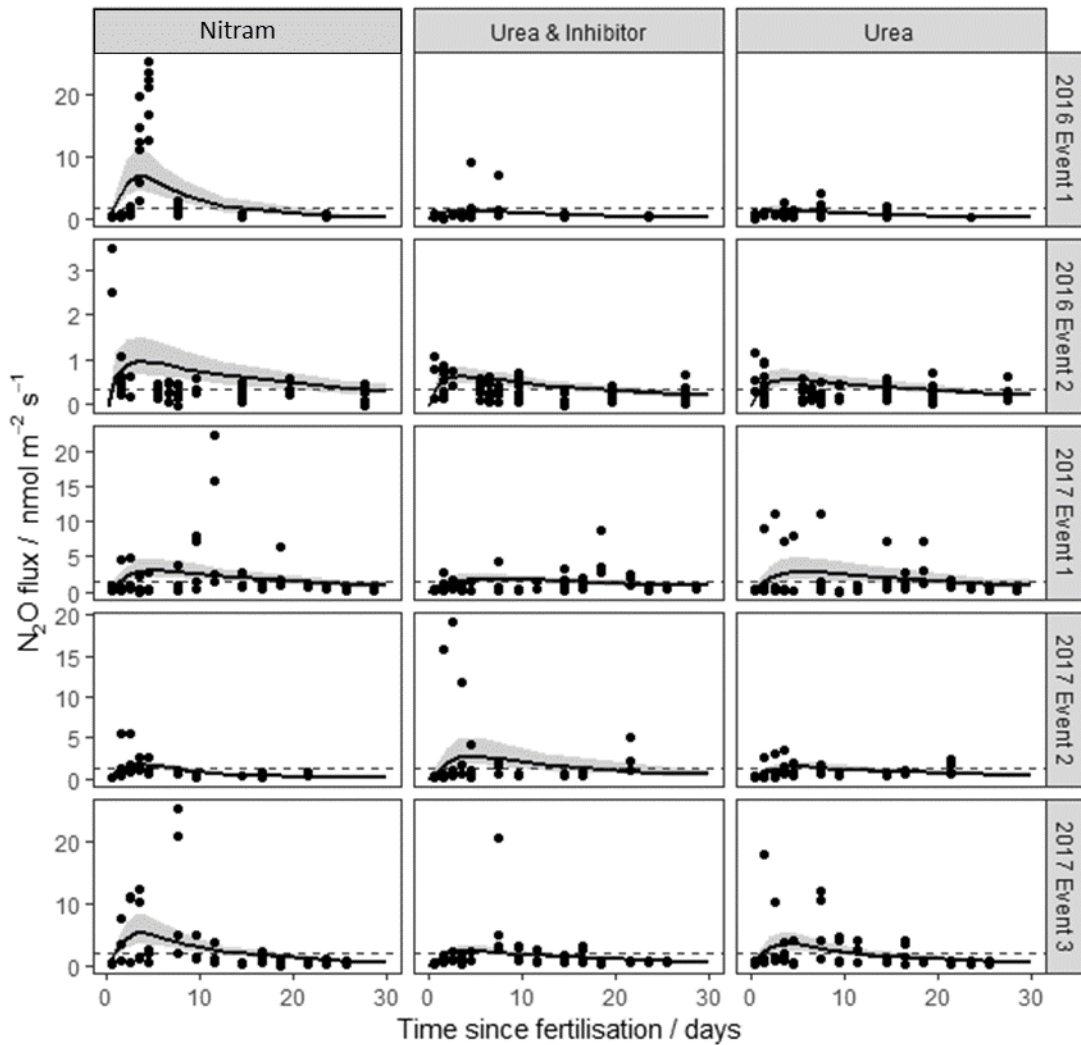 Nitram
Urea & Inhibitor
Urea
20
10
0
2016 Event 1
3
2
1
0
2016 Event 2
20
15
10
5
0
2017 Event 1
20
15
10
5
0
2017 Event 2
20
10
0
2017 Event 3
0 10 20 30 0 10 20 30 0 10 20 30
Time since fertilisation / days
N₂O flux / nmol m⁻² s⁻¹